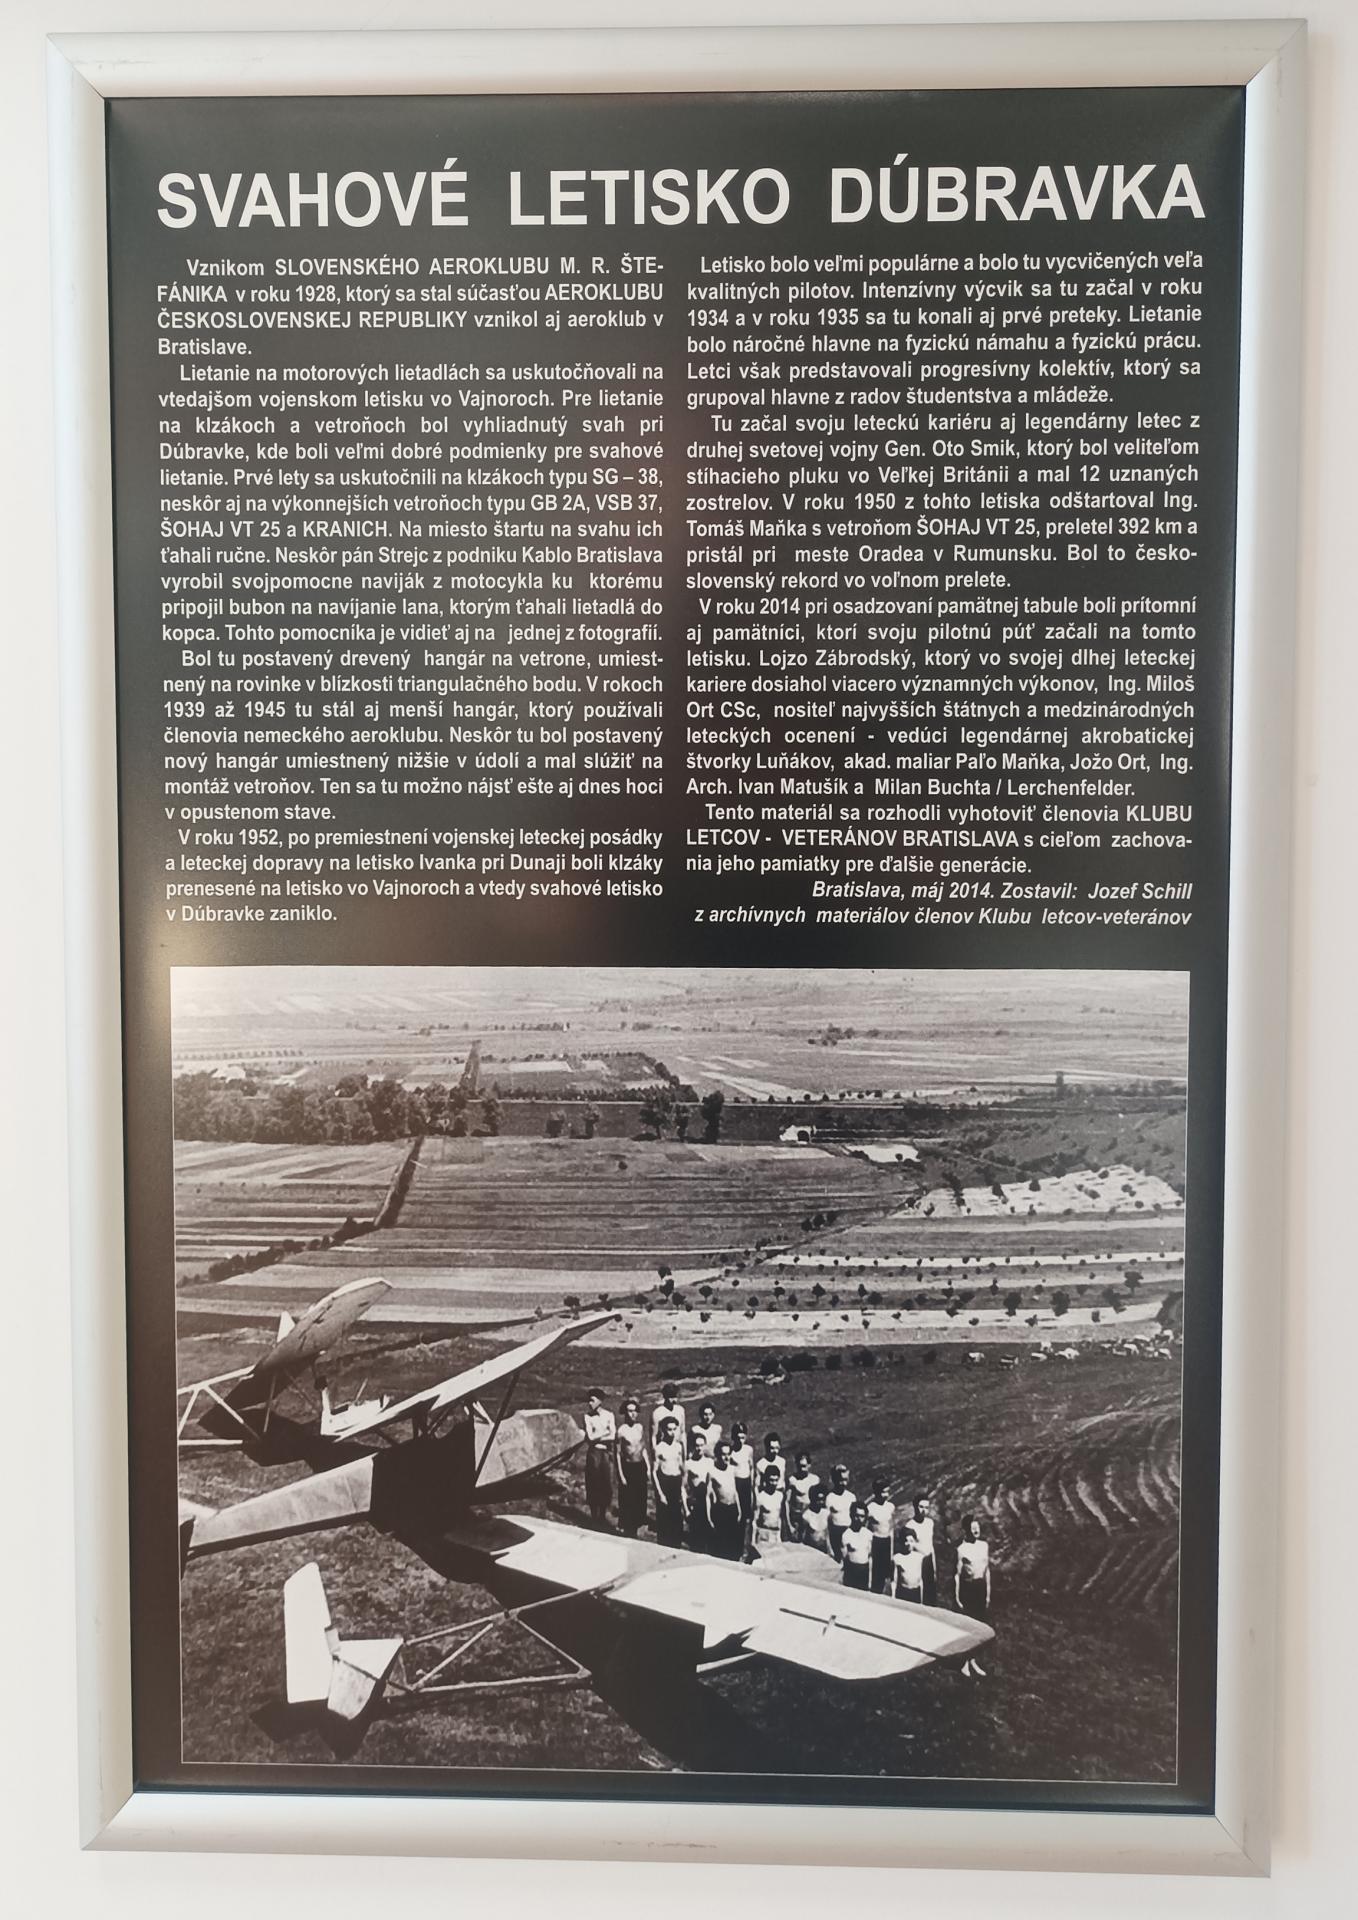 SVAHOVÉ LETISKO DÚBRAVKA
Vznikom SLOVENSKÉHO AEROKLUBU M. R. ŠTE-
FÁNIKA v roku 1928, ktorý sa stal súčasťou AEROKLUBU
ČESKOSLOVENSKEJ REPUBLIKY vznikol aj aeroklub v
Bratislave.
Lietanie na motorových lietadlách sa uskutočňovali na
vtedajšom vojenskom letisku vo Vajnoroch. Pre lietanie
na klzákoch a vetroňoch bol vyhliadnutý svah pri
Dúbravke, kde boli veľmi dobré podmienky pre svahové
lietanie. Prvé lety sa uskutočnili na klzákoch typu SG – 38,
neskôr aj na výkonnejších vetroňoch typu GB 2A, VSB 37,
ŠOHAJ VT 25 a KRANICH. Na miesto štartu na svahu ich
ťahali ručne. Neskôr pán Strejc z podniku Kablo Bratislava
vyrobil svojpomocne naviják z motocykla ku ktorému
pripojil bubon na navíjanie lana, ktorým ťahali lietadlá do
kopca. Tohto pomocníka je vidieť aj na jednej z fotografií.
Bol tu postavený drevený hangár na vetrone, umiest-
nený na rovinke v blízkosti triangulačného bodu. V rokoch
1939 až 1945 tu stál aj menší hangár, ktorý používali
členovia nemeckého aeroklubu. Neskôr tu bol postavený
nový hangár umiestnený nižšie v údolí a mal slúžiť na
montáž vetroňov. Ten sa tu možno nájsť ešte aj dnes hoci
v opustenom stave.
V roku 1952, po premiestnení vojenskej leteckej posádky
a leteckej dopravy na letisko Ivanka pri Dunaji boli klzáky
prenesené na letisko vo Vajnoroch a vtedy svahové letisko
v Dúbravke zaniklo.
Letisko bolo veľmi populárne a bolo tu vycvičených veľa
kvalitných pilotov. Intenzívny výcvik sa tu začal v roku
1934 a v roku 1935 sa tu konali aj prvé preteky. Lietanie
bolo náročné hlavne na fyzickú námahu a fyzickú prácu.
Letci však predstavovali progresívny kolektív, ktorý sa
grupoval hlavne z radov študentstva a mládeže.
Tu začal svoju leteckú kariéru aj legendárny letec z
druhej svetovej vojny Gen. Oto Smik, ktorý bol veliteľom
stíhacieho pluku vo Veľkej Británii a mal 12 uznaných
zostrelov. V roku 1950 z tohto letiska odštartoval Ing.
Tomáš Maňka s vetroňom ŠOHAJ VT 25, preletel 392 km a
pristál pri meste Oradea v Rumunsku. Bol to česko-
slovenský rekord vo voľnom prelete.
V roku 2014 pri osadzovaní pamätnej tabule boli prítomní
aj pamätníci, ktorí svoju pilotnú púť začali na tomto
letisku. Lojzo Zábrodský, ktorý vo svojej dlhej leteckej
kariere dosiahol viacero významných výkonov, Ing. Miloš
Ort CSc, nositeľ najvyšších štátnych a medzinárodných
leteckých ocenení - vedúci legendárnej akrobatickej
štvorky Luňákov, akad. maliar Paľo Maňka, Jožo Ort, Ing.
Arch. Ivan Matušík a Milan Buchta / Lerchenfelder.
Tento materiál sa rozhodli vyhotoviť členovia KLUBU
LETCOV - VETERÁNOV BRATISLAVA s cieľom zachova-
nia jeho pamiatky pre ďalšie generácie.
Bratislava, máj 2014. Zostavil: Jozef Schill
z archívnych materiálov členov Klubu letcov-veteránov